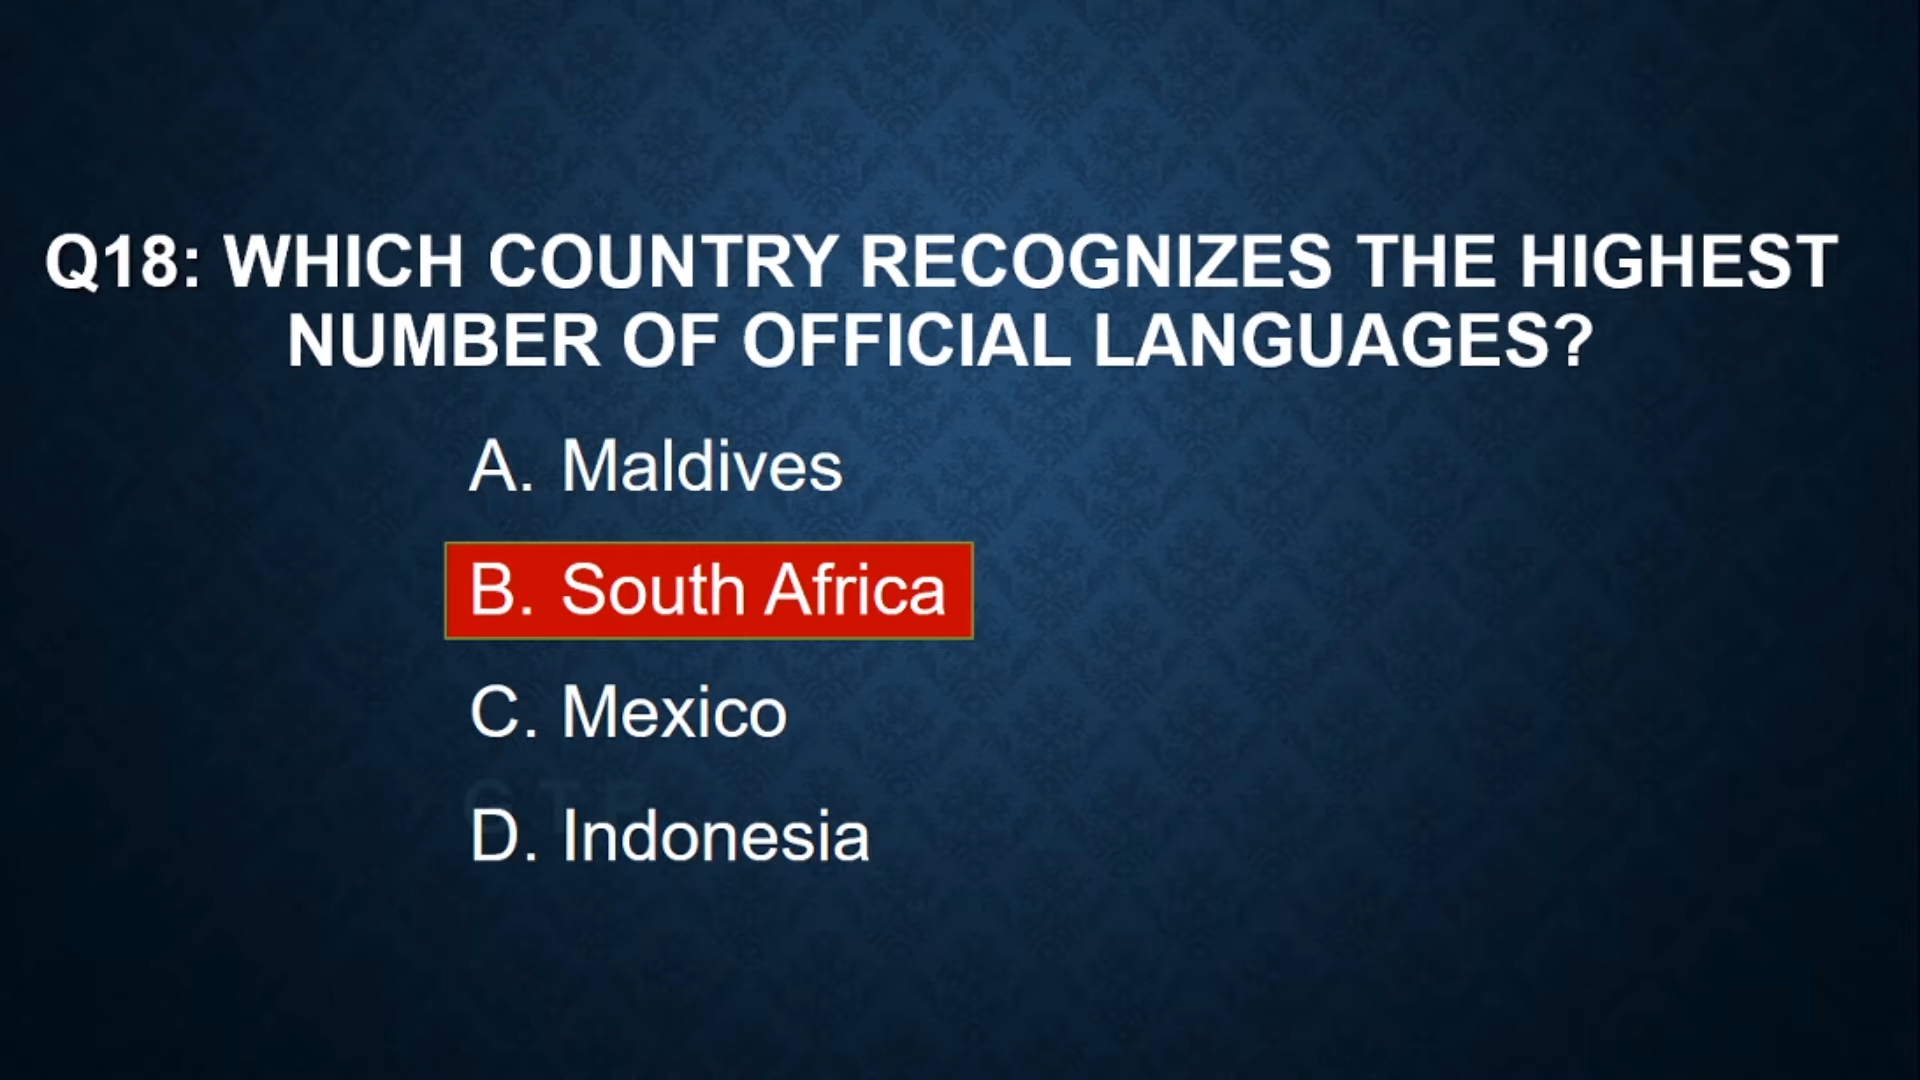 Q18: WHICH COUNTRY RECOGNIZES THE HIGHEST
NUMBER OF OFFICIAL LANGUAGES?
A. Maldives
B. South Africa
C. Mexico
D. Indonesia